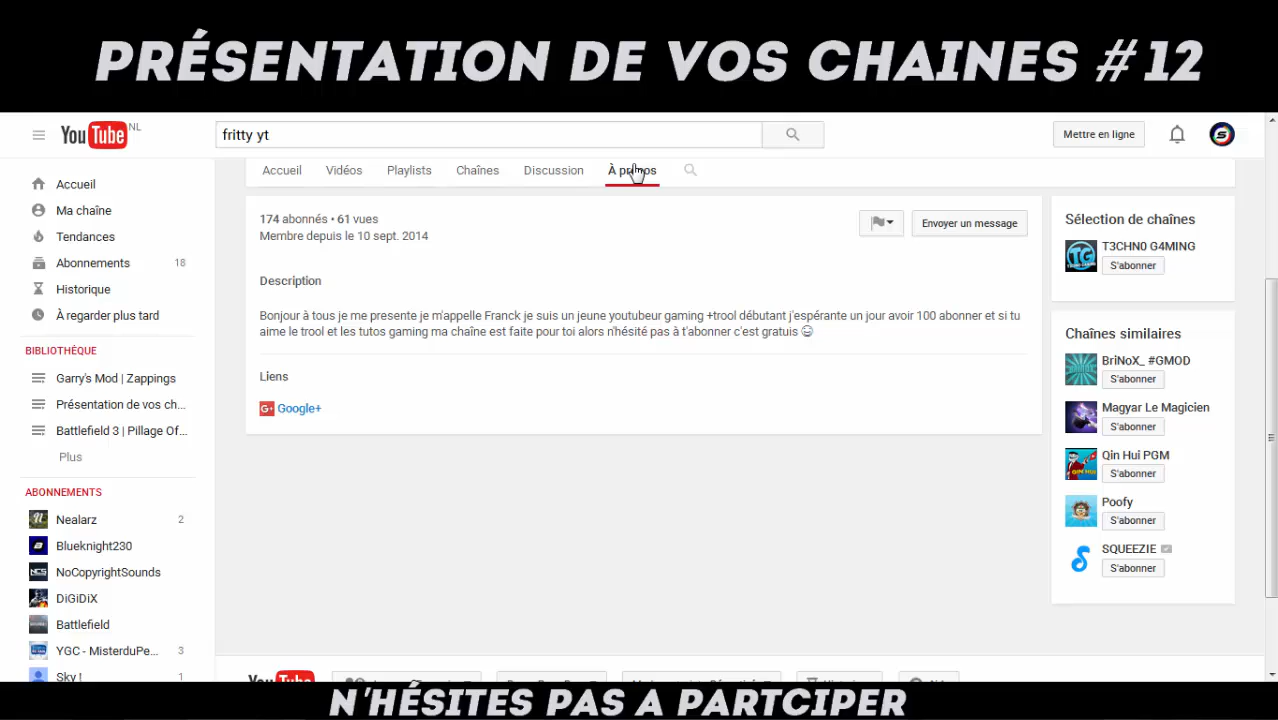 PRÉSENTATION DE VOS CHAINES #12
YouTube NL
fritty yt
Mettre en ligne
Accueil
Ma chaîne
Tendances
Abonnements 18
Historique
À regarder plus tard
BIBLIOTHÈQUE
Garry's Mod | Zappings
Présentation de vos ch...
Battlefield 3 | Pillage Of...
Plus
ABONNEMENTS
Nealarz 2
Blueknight230
NoCopyrightSounds
DiGiDiX
Battlefield
YGC - MisterduPe... 3
Sky ! 1
Accueil Vidéos Playlists Chaînes Discussion À propos
174 abonnés • 61 vues
Membre depuis le 10 sept. 2014
Envoyer un message
Description
Bonjour à tous je me presente je m'appelle Franck je suis un jeune youtubeur gaming +trool débutant j'espérante un jour avoir 100 abonner et si tu
aime le trool et les tutos gaming ma chaîne est faite pour toi alors n'hésité pas à t'abonner c'est gratuis 😄
Liens
Google+
Sélection de chaînes
T3CHN0 G4MING
S'abonner
Chaînes similaires
BriNoX_ #GMOD
S'abonner
Magyar Le Magicien
S'abonner
Qin Hui PGM
S'abonner
Poofy
S'abonner
SQUEEZIE
S'abonner
YouTube
N'HÉSITES PAS A PARTCIPER